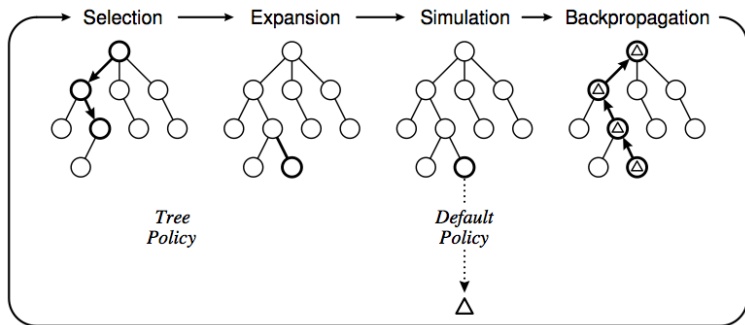 Selection Expansion Simulation Backpropagation
Tree Default
Policy Policy